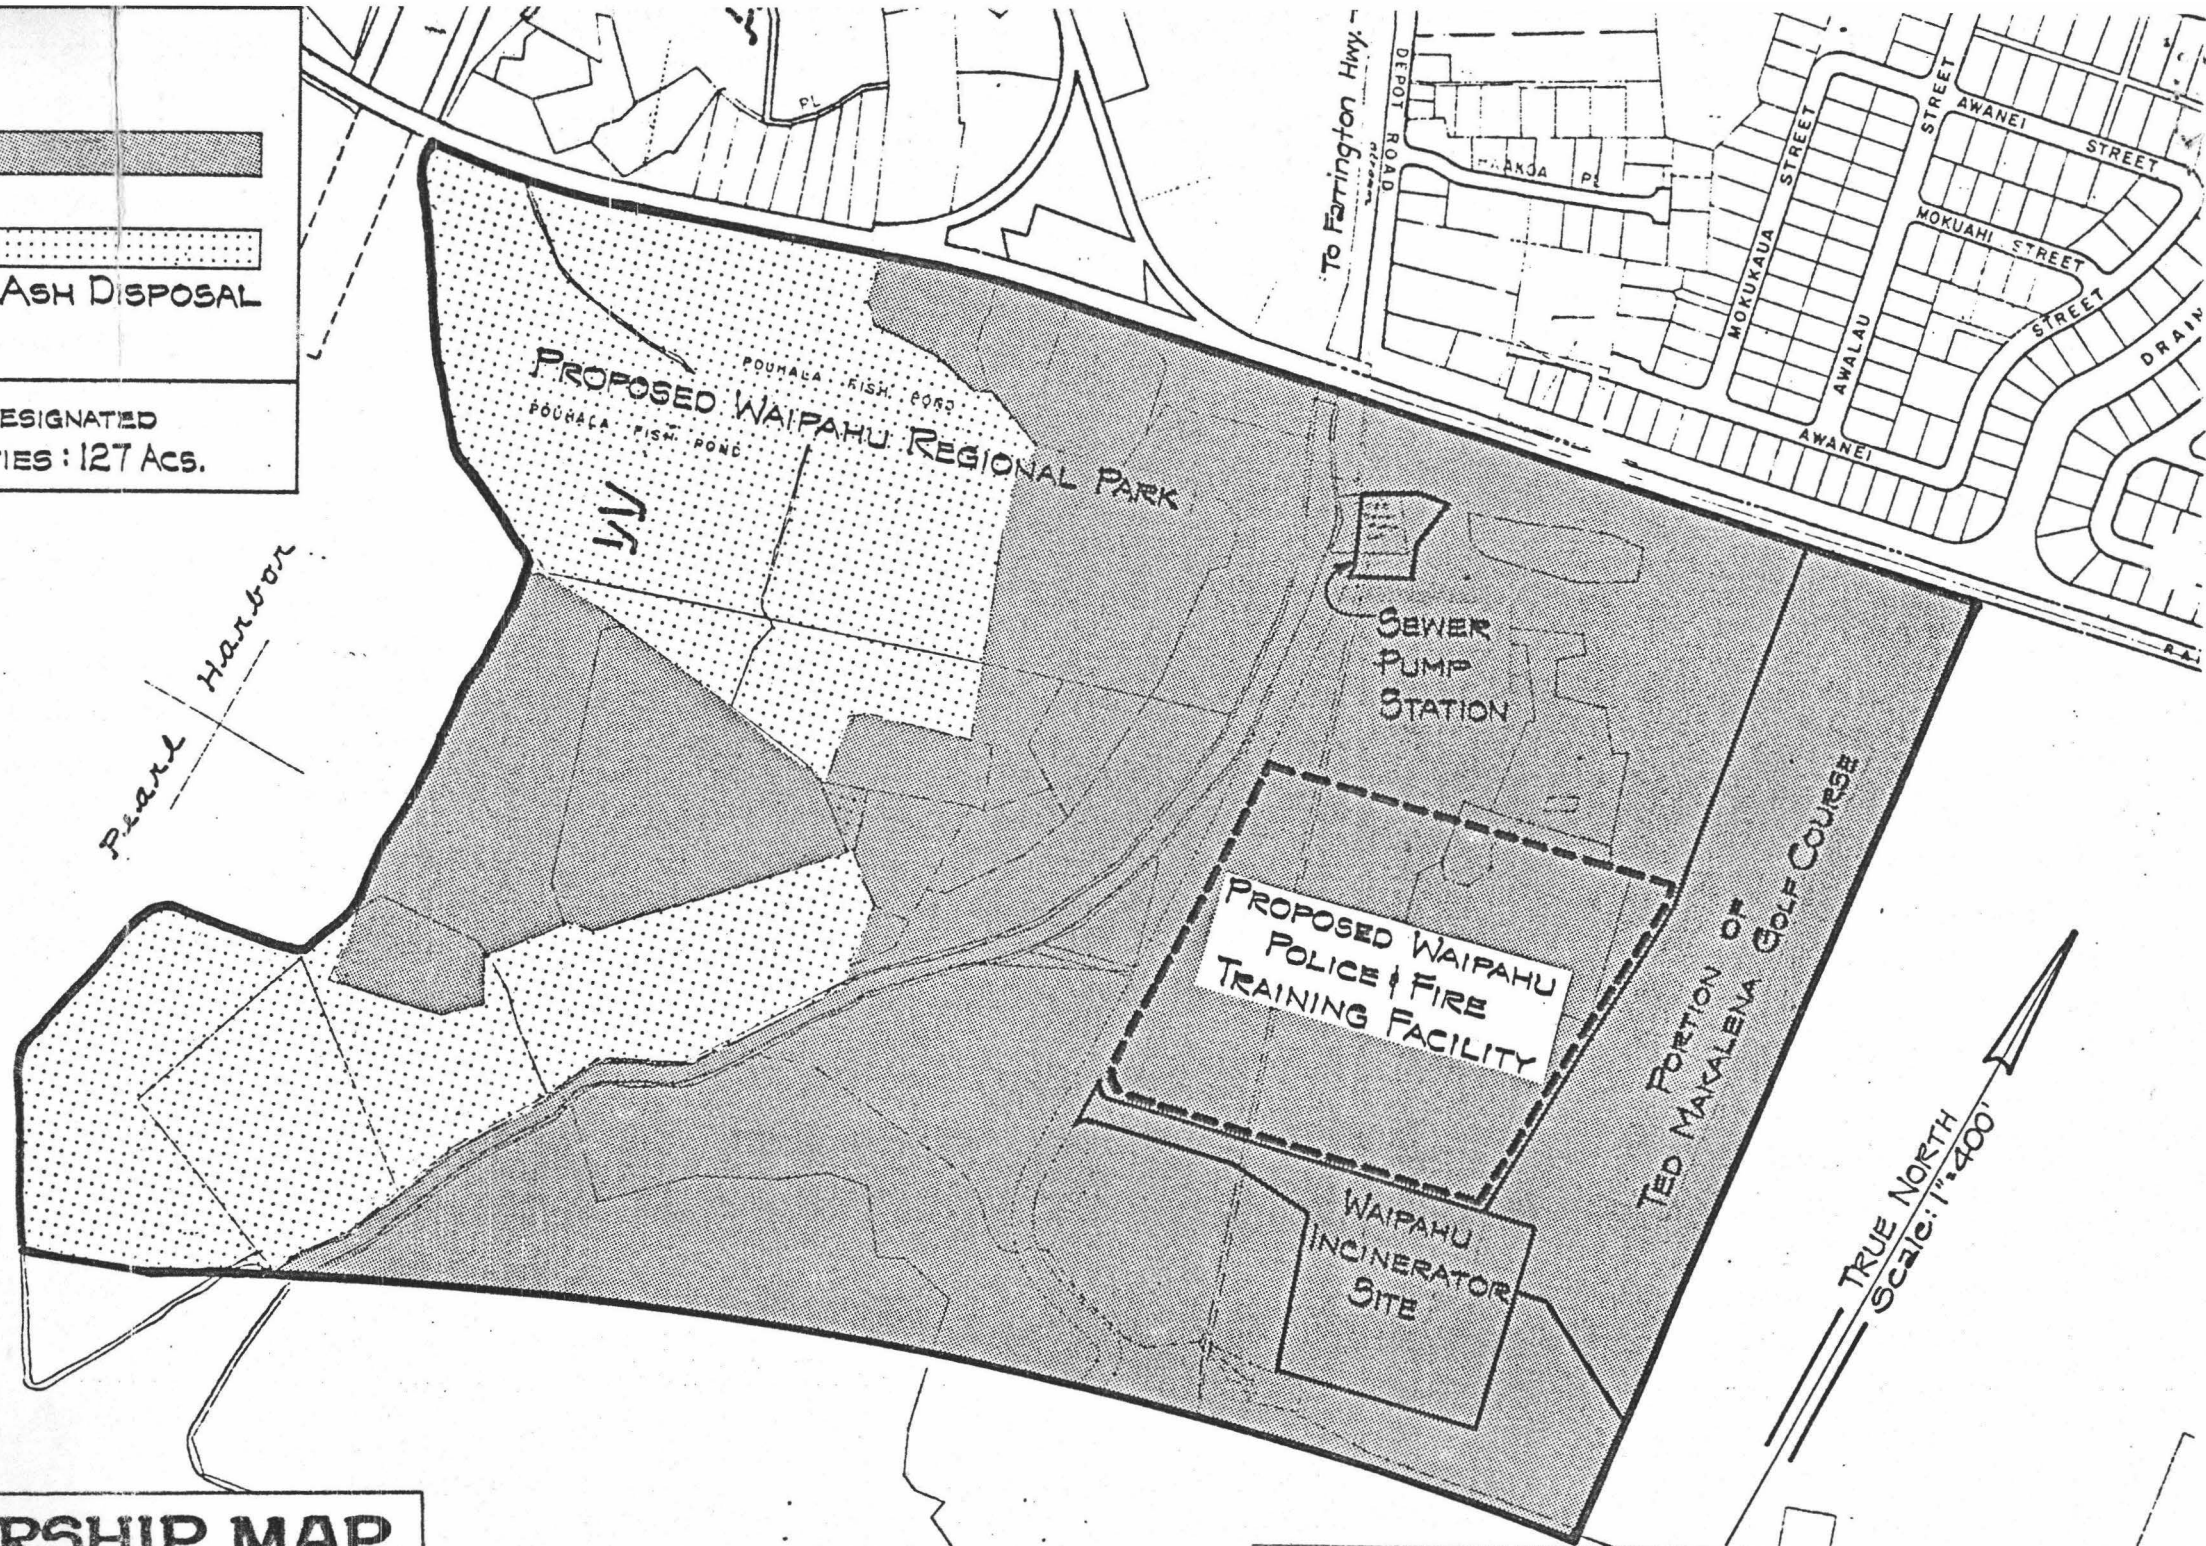 ASH DISPOSAL
ESIGNATED
IES : 127 ACS.
Pearl Harbor
PL
To Farrington Hwy.
DEPOT ROAD
PL
MOKUKAUA STREET
AWALAU STREET
AWANEI STREET
MOKUAHI STREET
STREET
AWANEI
DRAIN
POUHALA FISH POND
PROPOSED WAIPAHU REGIONAL PARK
POUHALA FISH POND
SEWER
PUMP
STATION
PROPOSED WAIPAHU
POLICE & FIRE
TRAINING FACILITY
PORTION OF
TED MAKALENA GOLF COURSE
WAIPAHU
INCINERATOR
SITE
TRUE NORTH
Scale: 1"=400'
RSHIP MAP